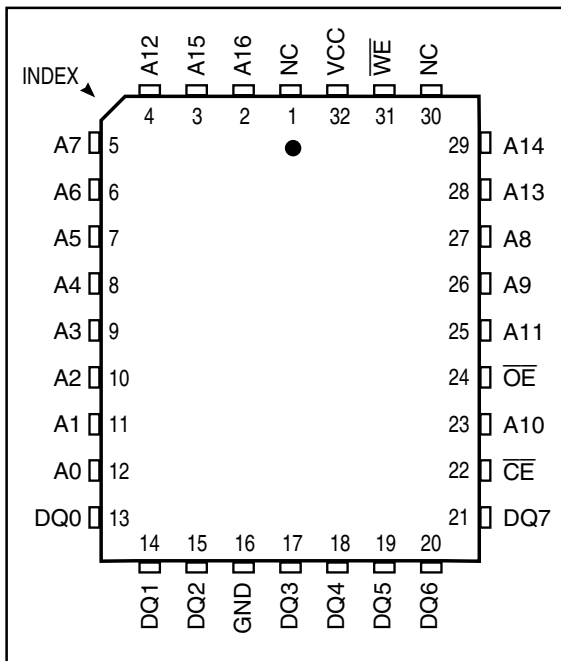 INDEX
A12 A15 A16 NC VCC W̅E̅ NC
4 3 2 1 32 31 30
A7 5 29 A14
A6 6 28 A13
A5 7 27 A8
A4 8 26 A9
A3 9 25 A11
A2 10 24 O̅E̅
A1 11 23 A10
A0 12 22 C̅E̅
DQ0 13 21 DQ7
14 15 16 17 18 19 20
DQ1 DQ2 GND DQ3 DQ4 DQ5 DQ6